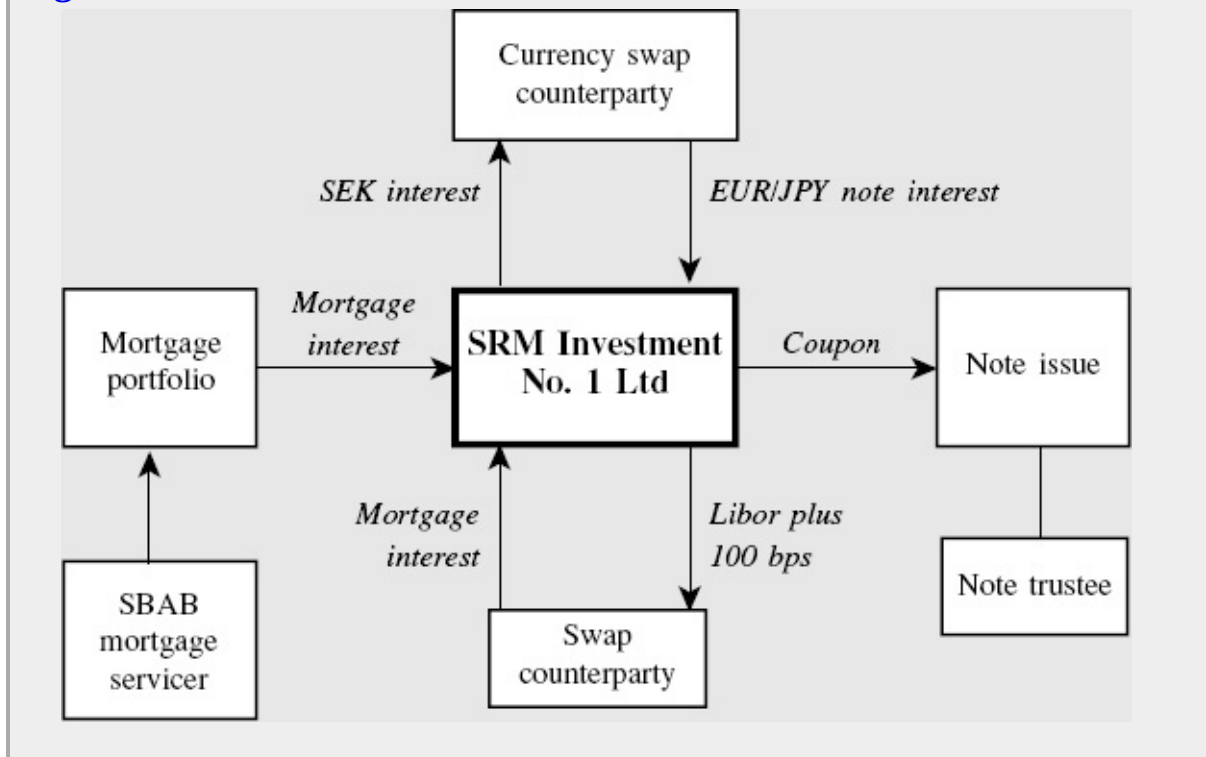 Currency swap
counterparty
SEK interest
EUR/JPY note interest
Mortgage
portfolio
Mortgage
interest
SRM Investment
No. 1 Ltd
Coupon
Note issue
Mortgage
interest
Libor plus
100 bps
SBAB
mortgage
servicer
Swap
counterparty
Note trustee